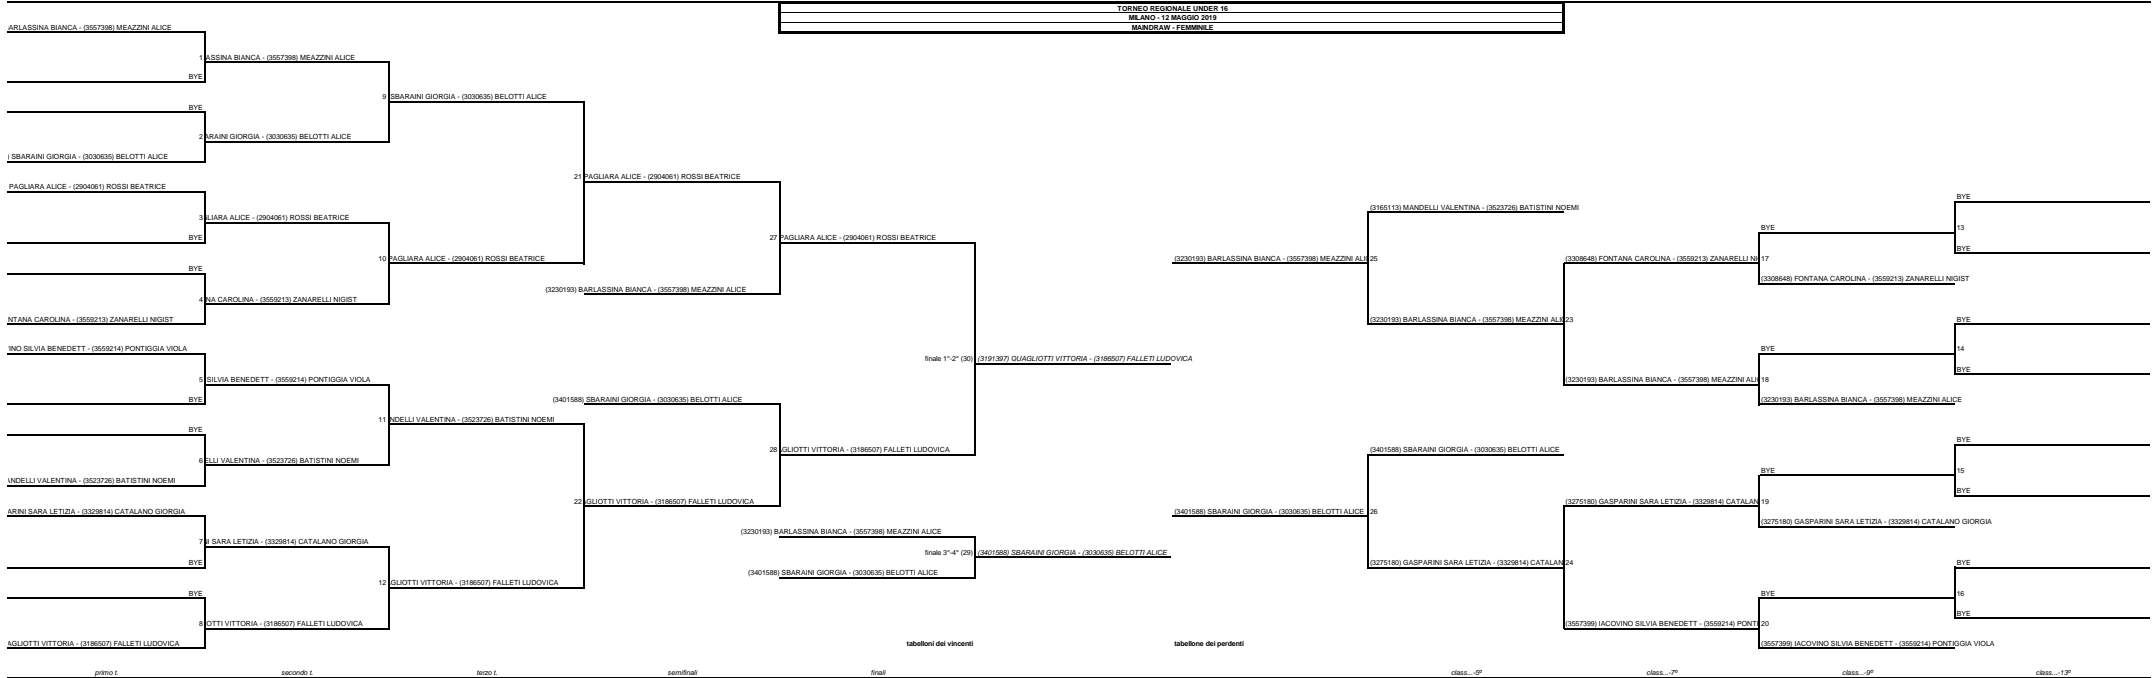 TORNEO REGIONALE UNDER 16
MILANO - 12 MAGGIO 2019
MAINDRAW - FEMMINILE
ARLASSINA BIANCA - (3557398) MEAZZINI ALICE
1 ASSINA BIANCA - (3557398) MEAZZINI ALICE
BYE
9 SBARAINI GIORGIA - (3030635) BELOTTI ALICE
BYE
2 ARAINI GIORGIA - (3030635) BELOTTI ALICE
) SBARAINI GIORGIA - (3030635) BELOTTI ALICE
21 PAGLIARA ALICE - (2904061) ROSSI BEATRICE
PAGLIARA ALICE - (2904061) ROSSI BEATRICE
3 LIARA ALICE - (2904061) ROSSI BEATRICE
BYE
27 PAGLIARA ALICE - (2904061) ROSSI BEATRICE
10 PAGLIARA ALICE - (2904061) ROSSI BEATRICE
BYE
(3230193) BARLASSINA BIANCA - (3557398) MEAZZINI ALICE
4 NA CAROLINA - (3559213) ZANARELLI NIGIST
NTANA CAROLINA - (3559213) ZANARELLI NIGIST
INO SILVIA BENEDETT - (3559214) PONTIGGIA VIOLA
finale 1°-2° (30) (3191397) QUAGLIOTTI VITTORIA - (3186507) FALLETI LUDOVICA
5 SILVIA BENEDETT - (3559214) PONTIGGIA VIOLA
BYE
(3401588) SBARAINI GIORGIA - (3030635) BELOTTI ALICE
11 NDELLI VALENTINA - (3523726) BATISTINI NOEMI
BYE
28 AGLIOTTI VITTORIA - (3186507) FALLETI LUDOVICA
6 ELLI VALENTINA - (3523726) BATISTINI NOEMI
ANDELLI VALENTINA - (3523726) BATISTINI NOEMI
22 AGLIOTTI VITTORIA - (3186507) FALLETI LUDOVICA
ARINI SARA LETIZIA - (3329814) CATALANO GIORGIA
(3230193) BARLASSINA BIANCA - (3557398) MEAZZINI ALICE
7 NI SARA LETIZIA - (3329814) CATALANO GIORGIA
finale 3°-4° (29) (3401588) SBARAINI GIORGIA - (3030635) BELOTTI ALICE
BYE
(3401588) SBARAINI GIORGIA - (3030635) BELOTTI ALICE
12 AGLIOTTI VITTORIA - (3186507) FALLETI LUDOVICA
BYE
8 OTTI VITTORIA - (3186507) FALLETI LUDOVICA
AGLIOTTI VITTORIA - (3186507) FALLETI LUDOVICA
tabelloni dei vincenti
tabellone dei perdenti
BYE
(3165113) MANDELLI VALENTINA - (3523726) BATISTINI NOEMI
BYE
13
BYE
(3230193) BARLASSINA BIANCA - (3557398) MEAZZINI ALI 25
(3308648) FONTANA CAROLINA - (3559213) ZANARELLI NI 17
(3308648) FONTANA CAROLINA - (3559213) ZANARELLI NIGIST
(3230193) BARLASSINA BIANCA - (3557398) MEAZZINI ALI 23
BYE
BYE
14
BYE
(3230193) BARLASSINA BIANCA - (3557398) MEAZZINI ALI 18
(3230193) BARLASSINA BIANCA - (3557398) MEAZZINI ALICE
BYE
(3401588) SBARAINI GIORGIA - (3030635) BELOTTI ALICE
BYE
15
BYE
(3275180) GASPARINI SARA LETIZIA - (3329814) CATALAN 19
(3401588) SBARAINI GIORGIA - (3030635) BELOTTI ALICE 26
(3275180) GASPARINI SARA LETIZIA - (3329814) CATALANO GIORGIA
(3275180) GASPARINI SARA LETIZIA - (3329814) CATALAN 24
BYE
BYE
16
BYE
(3557399) IACOVINO SILVIA BENEDETT - (3559214) PONTI 20
(3557399) IACOVINO SILVIA BENEDETT - (3559214) PONTIGGIA VIOLA
primo t.
secondo t.
terzo t.
semifinali
finali
class...-5°
class...-7°
class...-9°
class...-13°